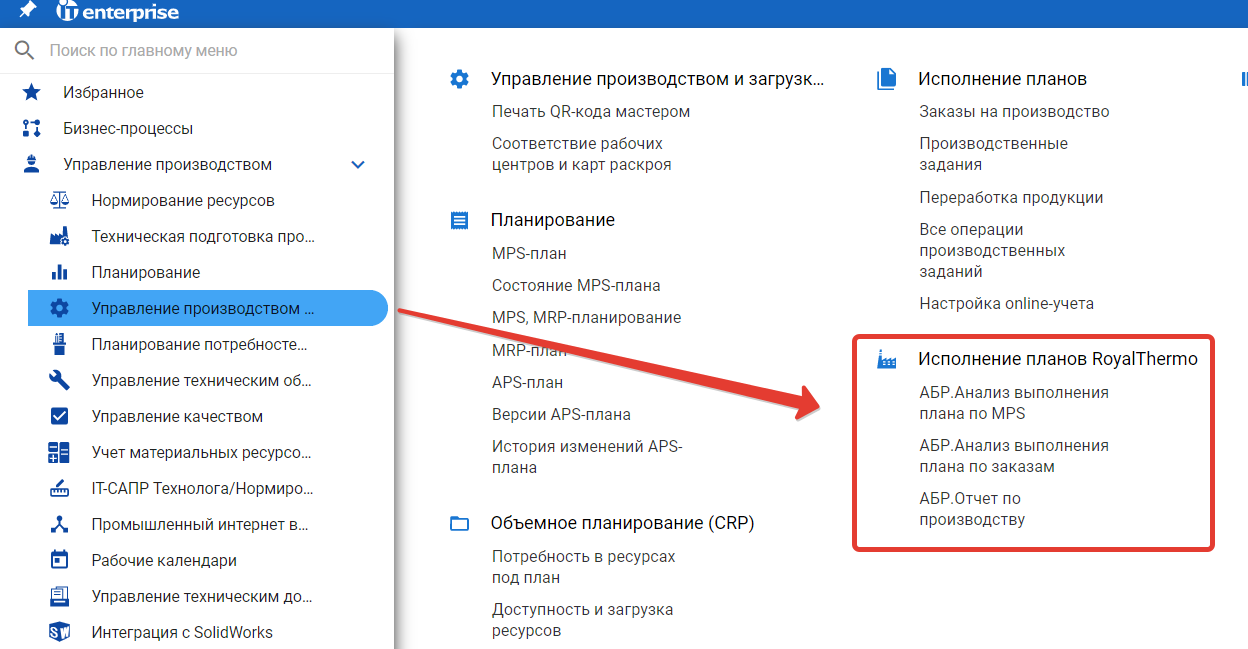 it enterprise
Поиск по главному меню
Избранное
Бизнес-процессы
Управление производством
Нормирование ресурсов
Техническая подготовка про...
Планирование
Управление производством ...
Планирование потребносте...
Управление техническим об...
Управление качеством
Учет материальных ресурсо...
IT-САПР Технолога/Нормиро...
Промышленный интернет в...
Рабочие календари
Управление техническим до...
Интеграция с SolidWorks
Управление производством и загрузк...
Печать QR-кода мастером
Соответствие рабочих
центров и карт раскроя
Планирование
MPS-план
Состояние MPS-плана
MPS, MRP-планирование
MRP-план
APS-план
Версии APS-плана
История изменений APS-
плана
Объемное планирование (CRP)
Потребность в ресурсах
под план
Доступность и загрузка
ресурсов
Исполнение планов
Заказы на производство
Производственные
задания
Переработка продукции
Все операции
производственных
заданий
Настройка online-учета
Исполнение планов RoyalThermo
АБР.Анализ выполнения
плана по MPS
АБР.Анализ выполнения
плана по заказам
АБР.Отчет по
производству